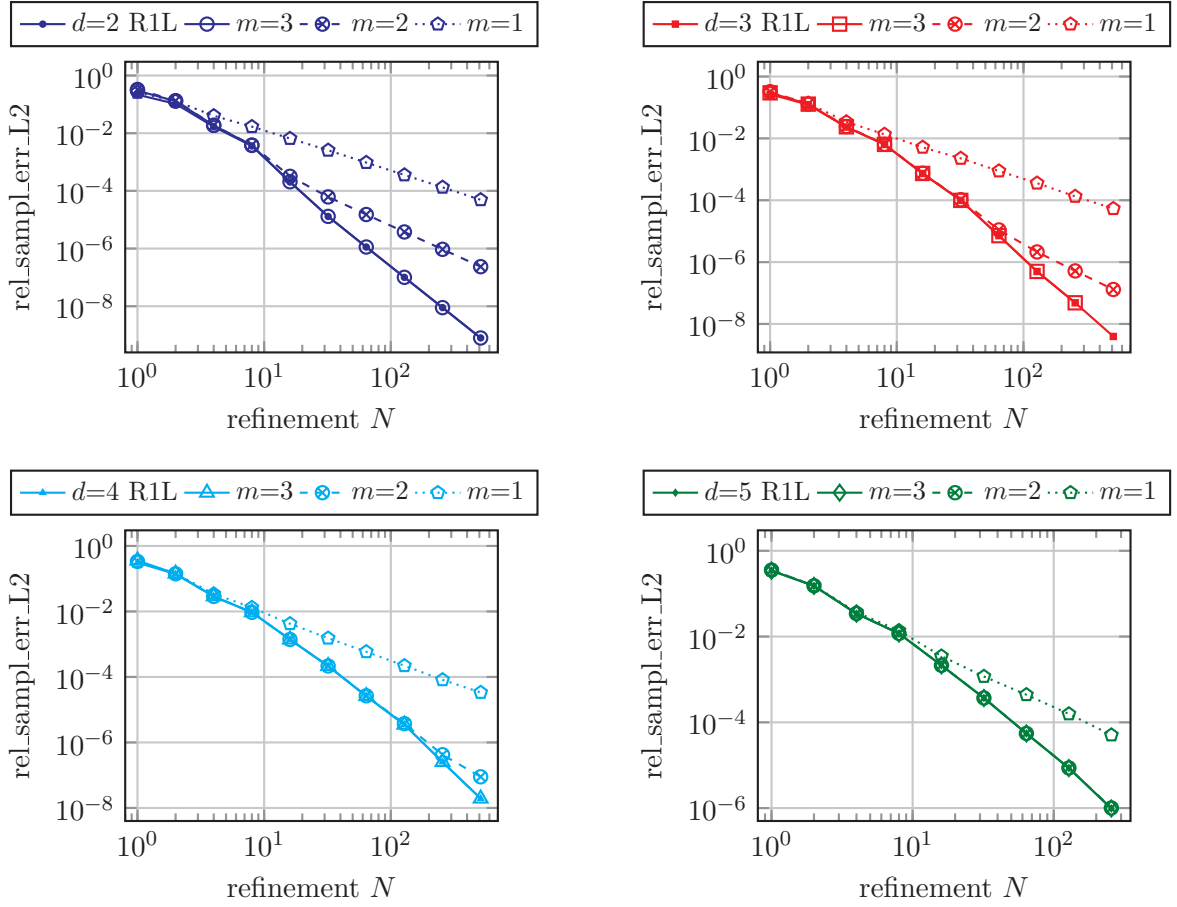 d=2 R1L m=3 m=2 m=1
10^0
10^−2
10^−4
10^−6
10^−8
rel_sampl_err_L2
10^0 10^1 10^2
refinement N
d=3 R1L m=3 m=2 m=1
10^0
10^−2
10^−4
10^−6
10^−8
rel_sampl_err_L2
10^0 10^1 10^2
refinement N
d=4 R1L m=3 m=2 m=1
10^0
10^−2
10^−4
10^−6
10^−8
rel_sampl_err_L2
10^0 10^1 10^2
refinement N
d=5 R1L m=3 m=2 m=1
10^0
10^−2
10^−4
10^−6
rel_sampl_err_L2
10^0 10^1 10^2
refinement N